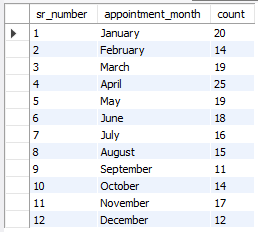 sr_number appointment_month count
1 January 20
2 February 14
3 March 19
4 April 25
5 May 19
6 June 18
7 July 16
8 August 15
9 September 11
10 October 14
11 November 17
12 December 12